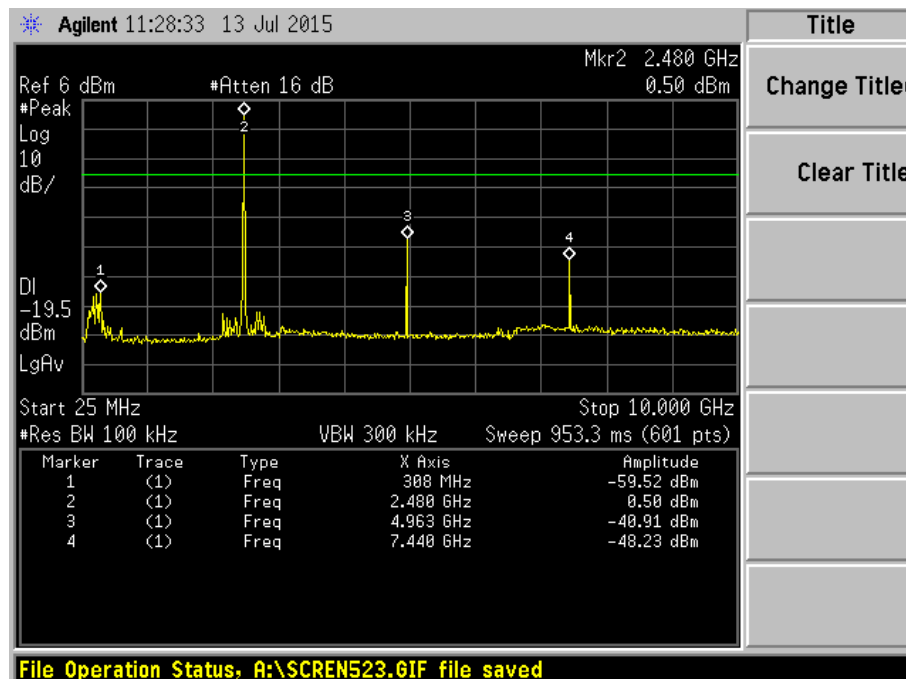 Agilent 11:28:33 13 Jul 2015
Title
Mkr2 2.480 GHz
Ref 6 dBm #Atten 16 dB 0.50 dBm
#Peak
Log
10
dB/
DI
-19.5
dBm
LgAv
1
2
3
4
Start 25 MHz Stop 10.000 GHz
#Res BW 100 kHz VBW 300 kHz Sweep 953.3 ms (601 pts)
Marker Trace Type X Axis Amplitude
1 (1) Freq 308 MHz -59.52 dBm
2 (1) Freq 2.480 GHz 0.50 dBm
3 (1) Freq 4.963 GHz -40.91 dBm
4 (1) Freq 7.440 GHz -48.23 dBm
Change Title
Clear Title
File Operation Status, A:\SCREN523.GIF file saved